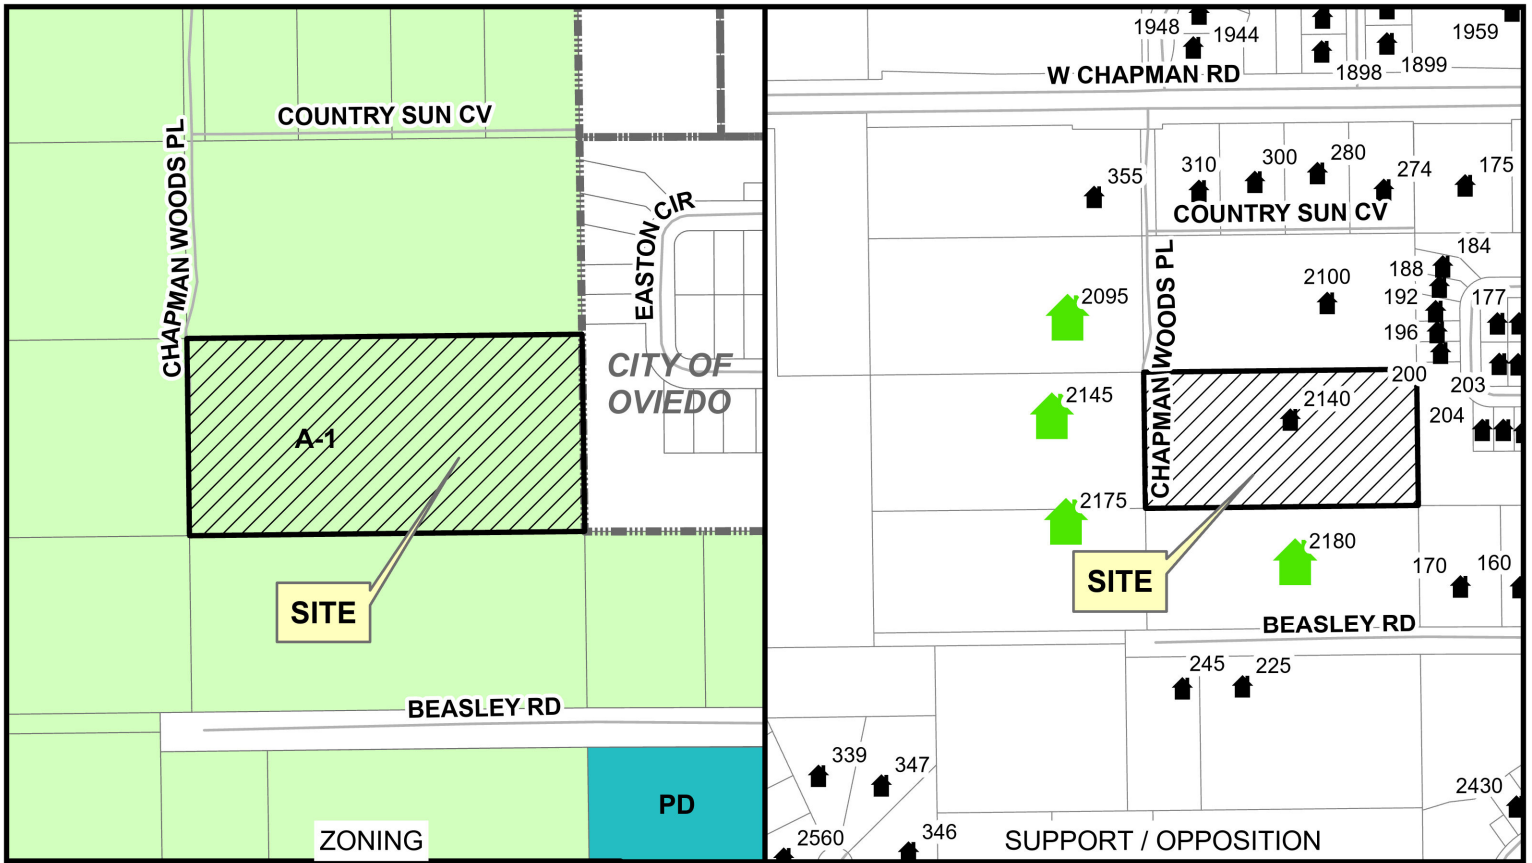 COUNTRY SUN CV
CHAPMAN WOODS PL
EASTON CIR
CITY OF
OVIEDO
A-1
SITE
BEASLEY RD
PD
ZONING
1948
1944
1959
W CHAPMAN RD
1898
1899
355
310
300
280
274
175
COUNTRY SUN CV
CHAPMAN WOODS PL
184
188
2100
2095
192
177
196
200
203
2145
2140
204
2175
2180
SITE
170
160
BEASLEY RD
245
225
339
347
2430
2560
346
SUPPORT / OPPOSITION